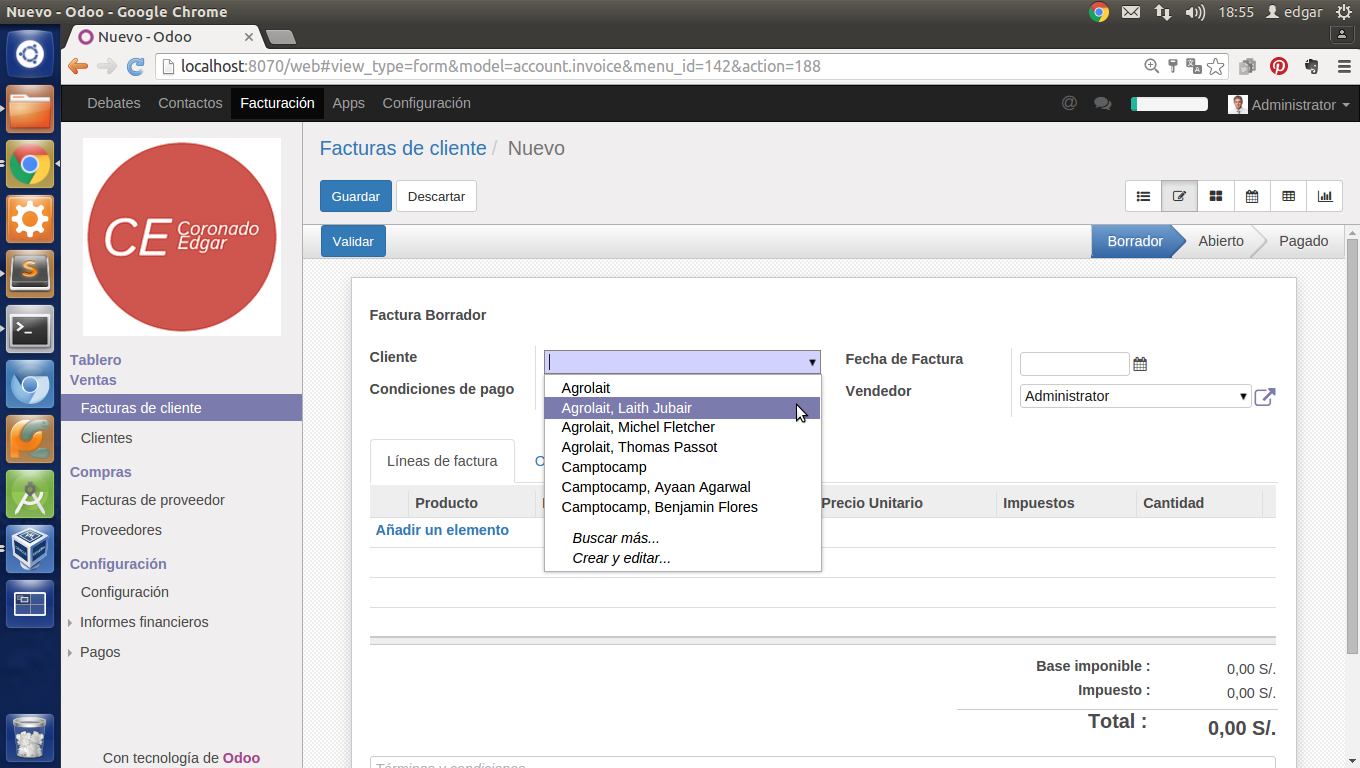 Nuevo - Odoo - Google Chrome
18:55
edgar
Nuevo - Odoo
localhost:8070/web#view_type=form&model=account.invoice&menu_id=142&action=188
Debates
Contactos
Facturación
Apps
Configuración
@
Administrator
CE Coronado
Edgar
Tablero
Ventas
Facturas de cliente
Clientes
Compras
Facturas de proveedor
Proveedores
Configuración
Configuración
Informes financieros
Pagos
Con tecnología de Odoo
Facturas de cliente / Nuevo
Guardar
Descartar
Validar
Borrador
Abierto
Pagado
Factura Borrador
Cliente
Condiciones de pago
Agrolait
Agrolait, Laith Jubair
Agrolait, Michel Fletcher
Agrolait, Thomas Passot
Camptocamp
Camptocamp, Ayaan Agarwal
Camptocamp, Benjamin Flores
Buscar más...
Crear y editar...
Fecha de Factura
Vendedor
Administrator
Líneas de factura
Producto
Precio Unitario
Impuestos
Cantidad
Añadir un elemento
Base imponible :
0,00 S/.
Impuesto :
0,00 S/.
Total :
0,00 S/.
Términos y condiciones